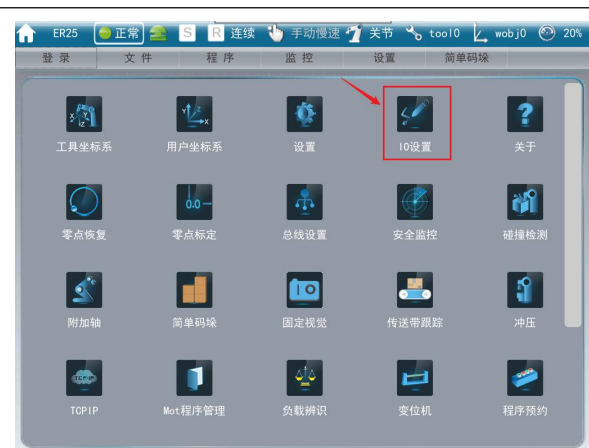 ER25 正常 S R 连续 手动慢速 关节 tool0 wobj0 20%
登录 文件 程序 监控 设置 简单码垛
工具坐标系 用户坐标系 设置 IO设置 关于
零点恢复 零点标定 总线设置 安全监控 碰撞检测
附加轴 简单码垛 固定视觉 传送带跟踪 冲压
TCPIP Mot程序管理 负载辨识 变位机 程序预约